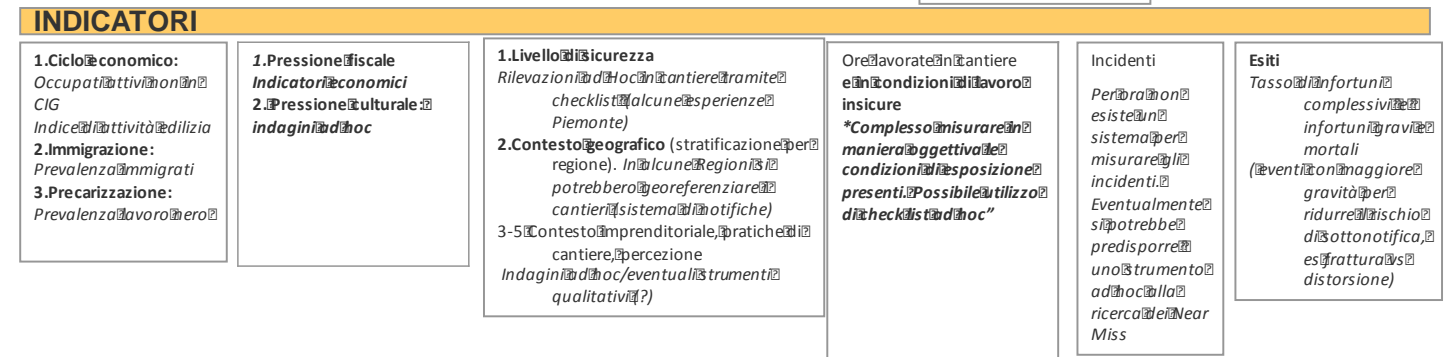 INDICATORI
1.Ciclo economico:
Occupati attivi non in
CIG
Indice di attività edilizia
2.Immigrazione:
Prevalenza immigrati
3.Precarizzazione:
Prevalenza lavoro nero
1.Pressione fiscale
Indicatori economici
2. Pressione culturale:
indagini ad hoc
1.Livello di sicurezza
Rilevazioni ad Hoc in cantiere tramite
checklist (alcune esperienze
Piemonte)
2.Contesto geografico (stratificazione per
regione). In alcune Regioni si
potrebbero georeferenziare i
cantieri (sistema di notifiche)
3-5 Contesto imprenditoriale, pratiche di
cantiere, percezione
Indagini ad hoc/eventuali strumenti
qualitativi (?)
Ore lavorate in cantiere
e in condizioni di lavoro
insicure
*Complesso misurare in
maniera oggettiva le
condizioni di esposizione
presenti. Possibile utilizzo
di check list ad hoc”
Incidenti
Per ora non
esiste un
sistema per
misurare gli
incidenti.
Eventualmente
si potrebbe
predisporre
uno strumento
ad hoc alla
ricerca dei Near
Miss
Esiti
Tasso di infortuni
complessivi e
infortuni gravi e
mortali
( eventi con maggiore
gravità per
ridurre il rischio
di sottonotifica,
es frattura vs
distorsione)